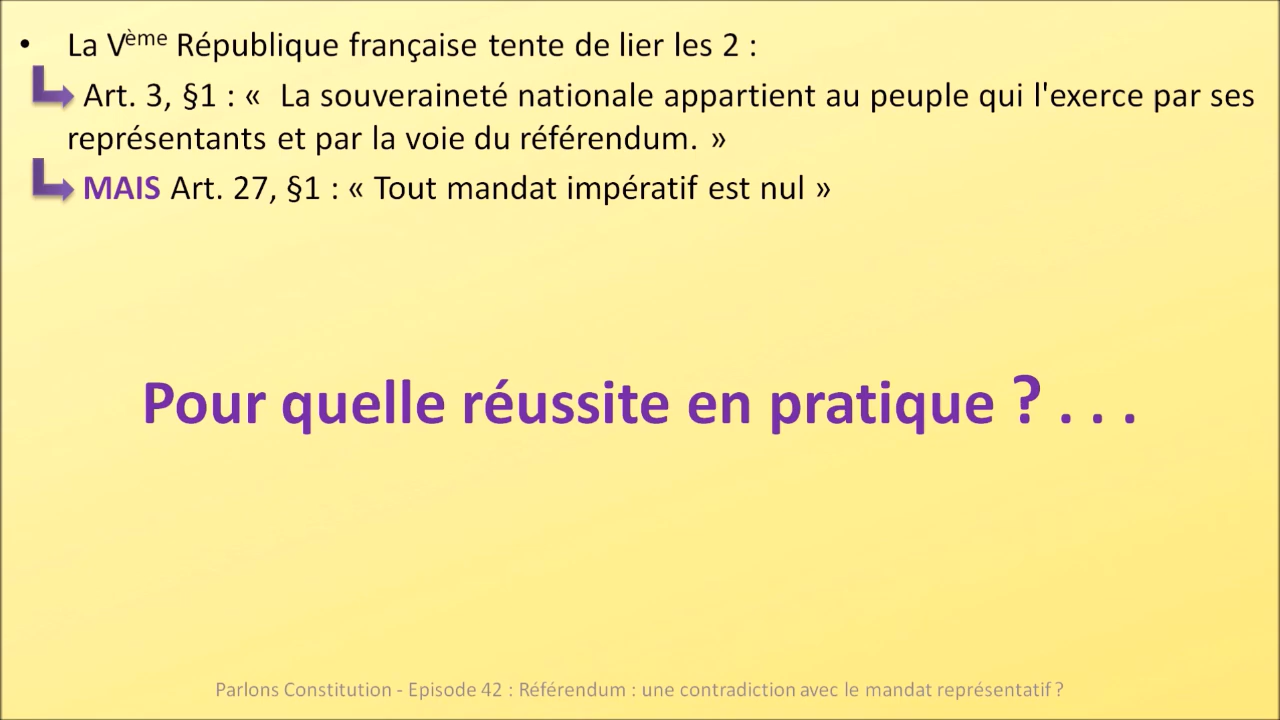 • La Vème République française tente de lier les 2 :
Art. 3, §1 : «  La souveraineté nationale appartient au peuple qui l'exerce par ses
représentants et par la voie du référendum. »
MAIS Art. 27, §1 : « Tout mandat impératif est nul »
Pour quelle réussite en pratique ? . . .
Parlons Constitution - Episode 42 : Référendum : une contradiction avec le mandat représentatif ?